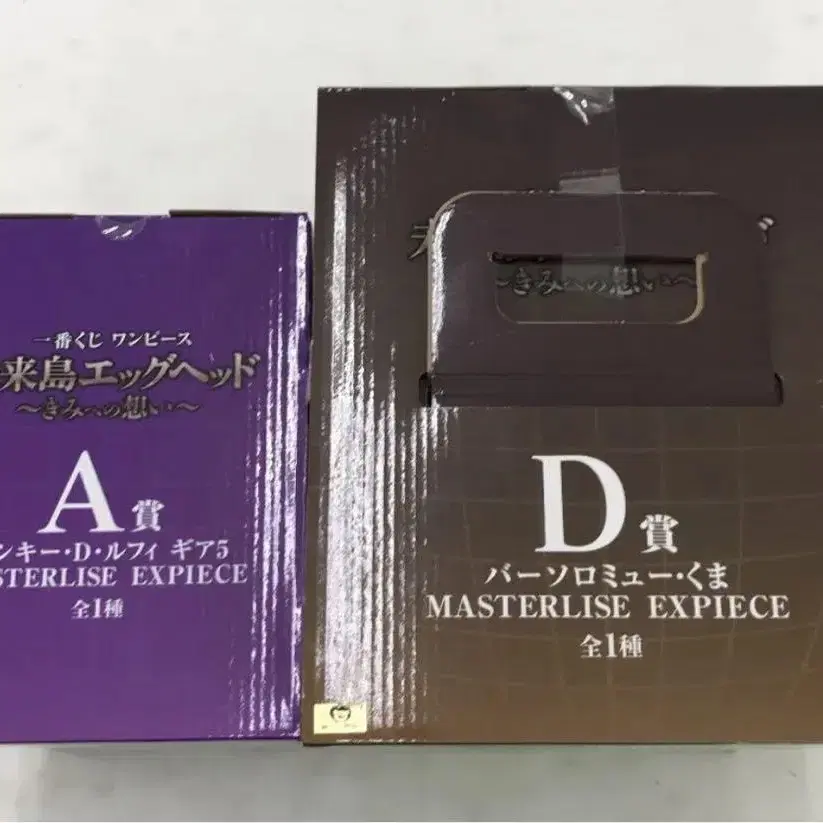 一番くじ ワンピース
来島エッグヘッド
～きみへの想い～
A賞
ンキー・D・ルフィ ギア5
STERLISE EXPIECE
全1種
～きみへの想い～
D賞
バーソロミュー・くま
MASTERLISE EXPIECE
全1種